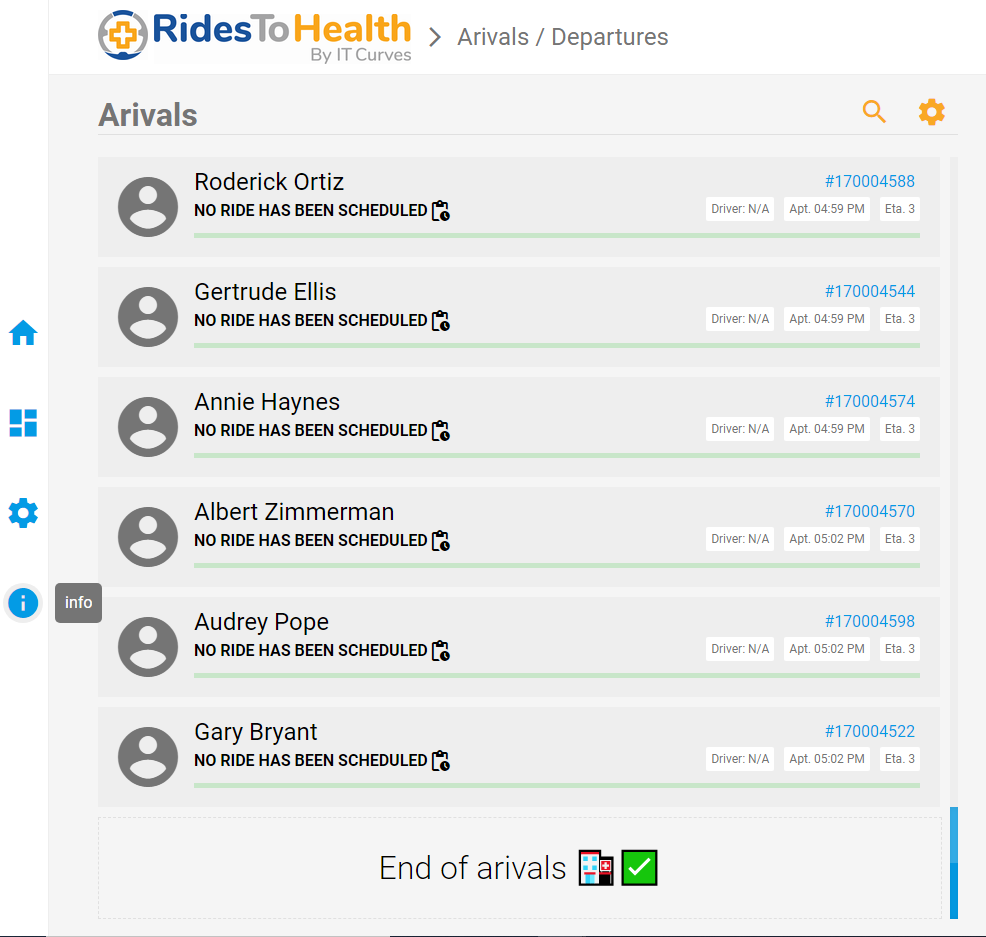 RidesToHealth
By IT Curves
Arivals / Departures
Arivals
Roderick Ortiz
#170004588
NO RIDE HAS BEEN SCHEDULED
Driver: N/A Apt. 04:59 PM Eta. 3
Gertrude Ellis
#170004544
NO RIDE HAS BEEN SCHEDULED
Driver: N/A Apt. 04:59 PM Eta. 3
Annie Haynes
#170004574
NO RIDE HAS BEEN SCHEDULED
Driver: N/A Apt. 04:59 PM Eta. 3
Albert Zimmerman
#170004570
NO RIDE HAS BEEN SCHEDULED
Driver: N/A Apt. 05:02 PM Eta. 3
info
Audrey Pope
#170004598
NO RIDE HAS BEEN SCHEDULED
Driver: N/A Apt. 05:02 PM Eta. 3
Gary Bryant
#170004522
NO RIDE HAS BEEN SCHEDULED
Driver: N/A Apt. 05:02 PM Eta. 3
End of arivals